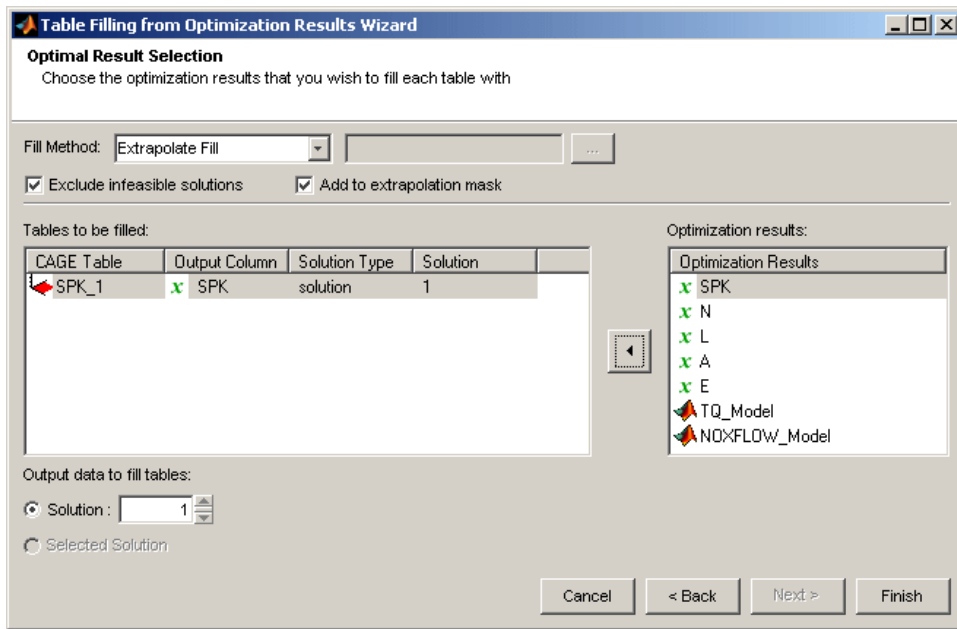 Table Filling from Optimization Results Wizard
Optimal Result Selection
Choose the optimization results that you wish to fill each table with
Fill Method: Extrapolate Fill ...
Exclude infeasible solutions Add to extrapolation mask
Tables to be filled:
CAGE Table Output Column Solution Type Solution
SPK_1 x SPK solution 1
Optimization results:
Optimization Results
x SPK
x N
x L
x A
x E
TQ_Model
NOXFLOW_Model
Output data to fill tables:
Solution : 1
Selected Solution
Cancel < Back Next > Finish